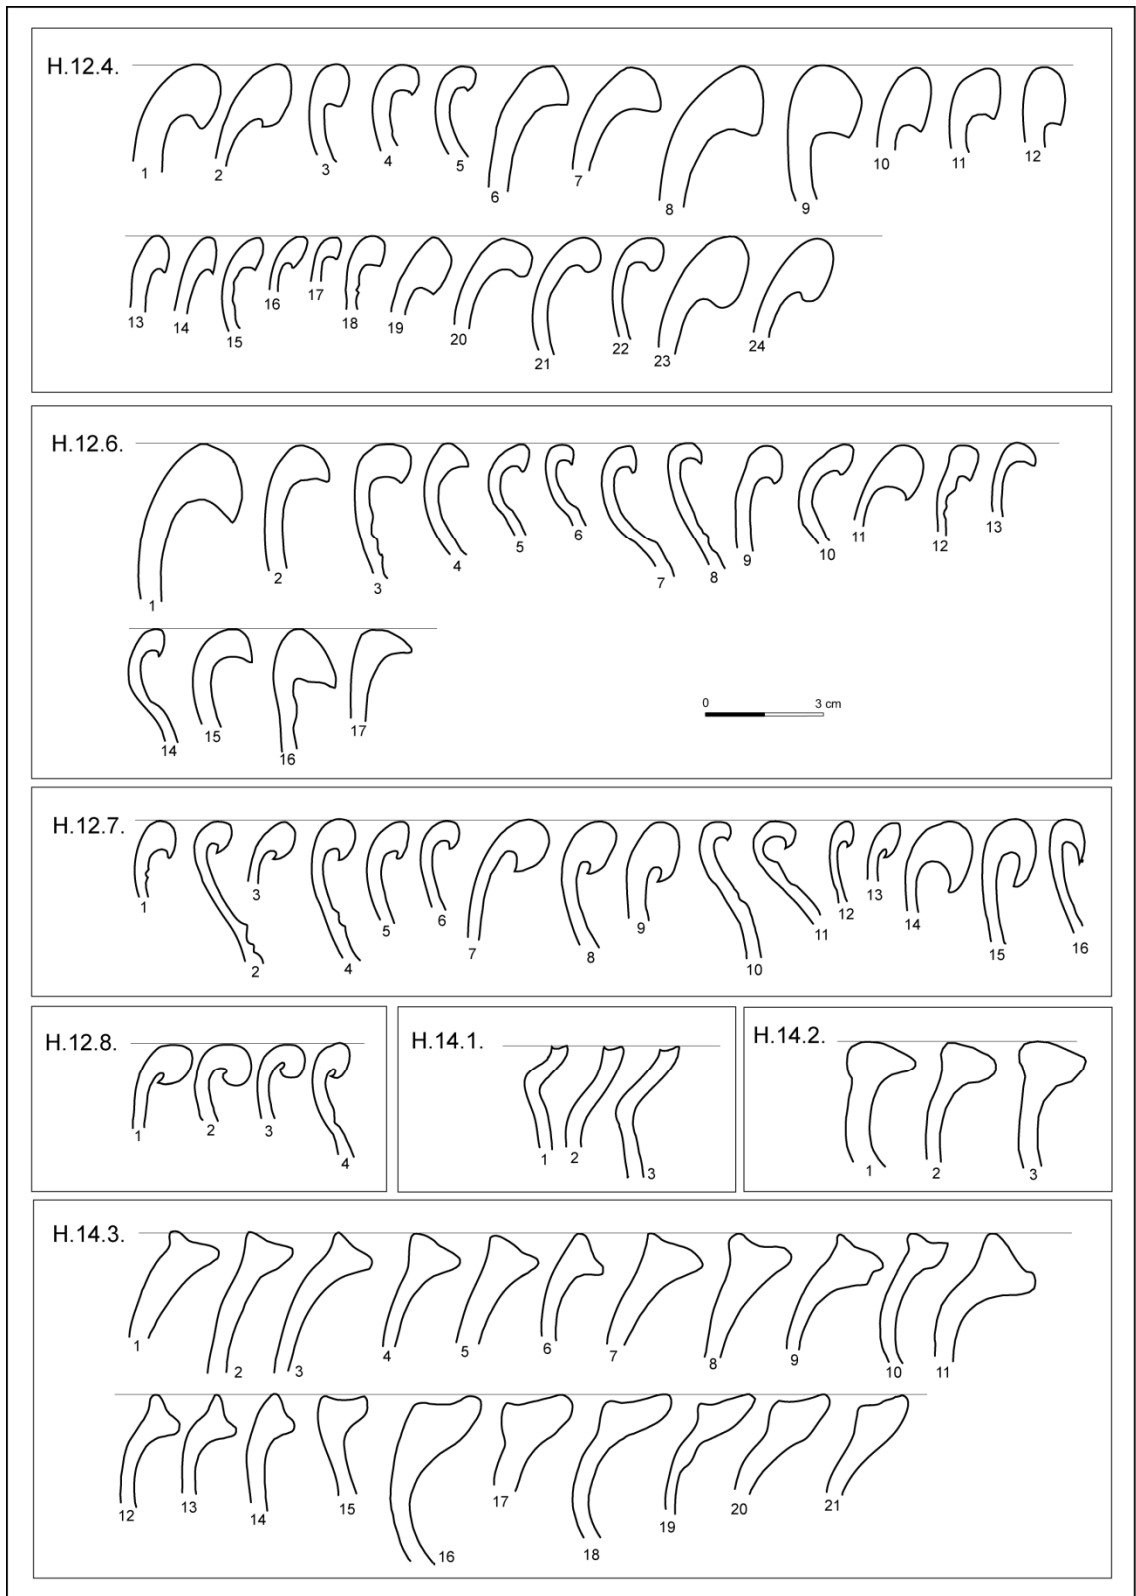 H.12.4.
1 2 3 4 5 6 7 8 9 10 11 12
13 14 15 16 17 18 19 20 21 22 23 24
H.12.6.
1 2 3 4 5 6 7 8 9 10 11 12 13
14 15 16 17
0 3 cm
H.12.7.
1 2 3 4 5 6 7 8 9 10 11 12 13 14 15 16
H.12.8.
1 2 3 4
H.14.1.
1 2 3
H.14.2.
1 2 3
H.14.3.
1 2 3 4 5 6 7 8 9 10 11
12 13 14 15 16 17 18 19 20 21